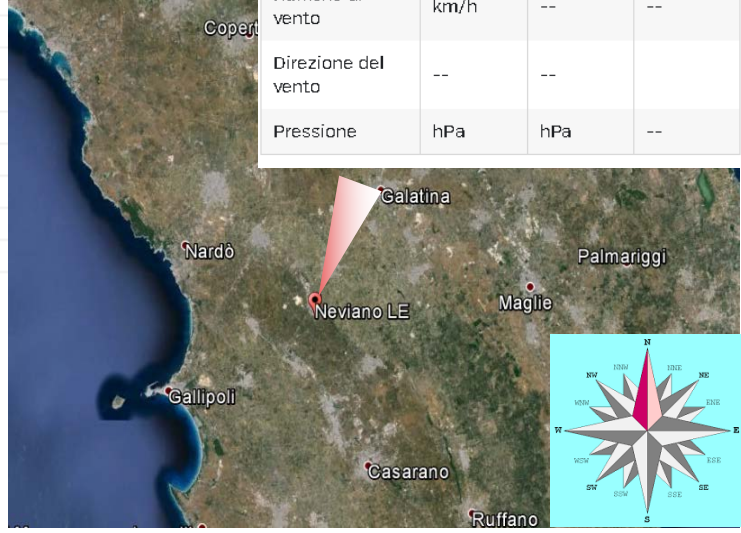 vento
km/h
--
--
Direzione del
vento
--
--
Pressione
hPa
hPa
--
Copert
Galatina
Nardò
Palmariggi
Maglie
Neviano LE
Gallipoli
Casarano
Ruffano
N
NNW
NNE
NW
NE
WNW
ENE
W
E
WSW
ESE
SW
SE
SSW
SSE
S